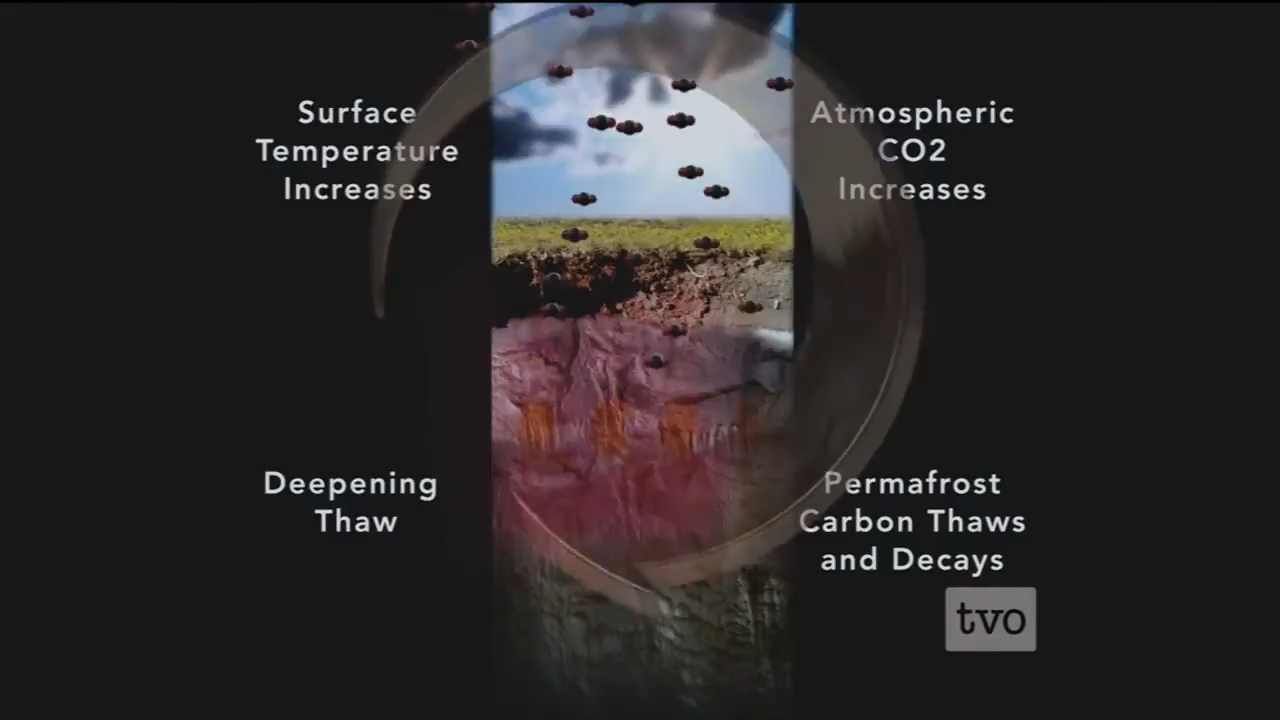 Surface
Temperature
Increases
Atmospheric
CO2
Increases
Deepening
Thaw
Permafrost
Carbon Thaws
and Decays
tvo